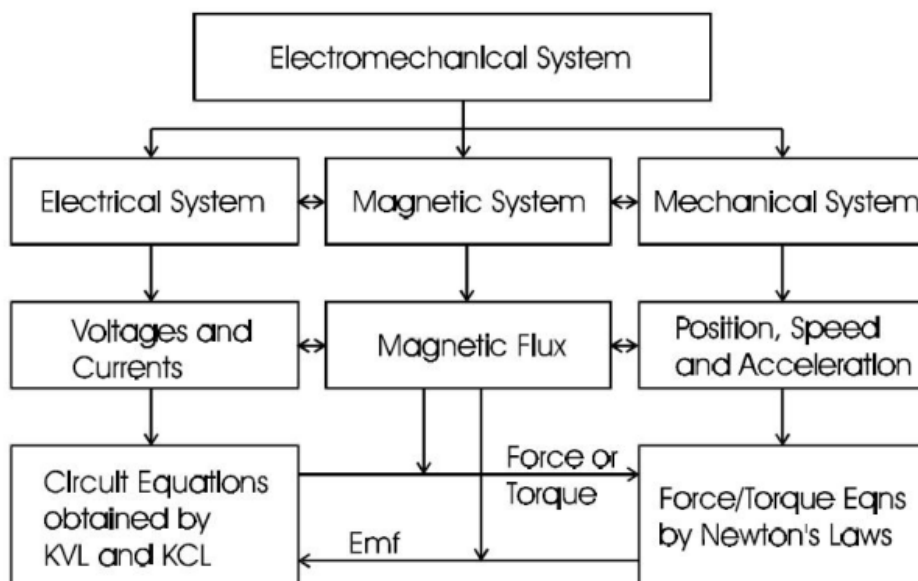 Electromechanical System
Electrical System
Magnetic System
Mechanical System
Voltages and
Currents
Magnetic Flux
Position, Speed
and Acceleration
Circuit Equations
obtained by
KVL and KCL
Force or
Torque
Emf
Force/Torque Eqns
by Newton's Laws